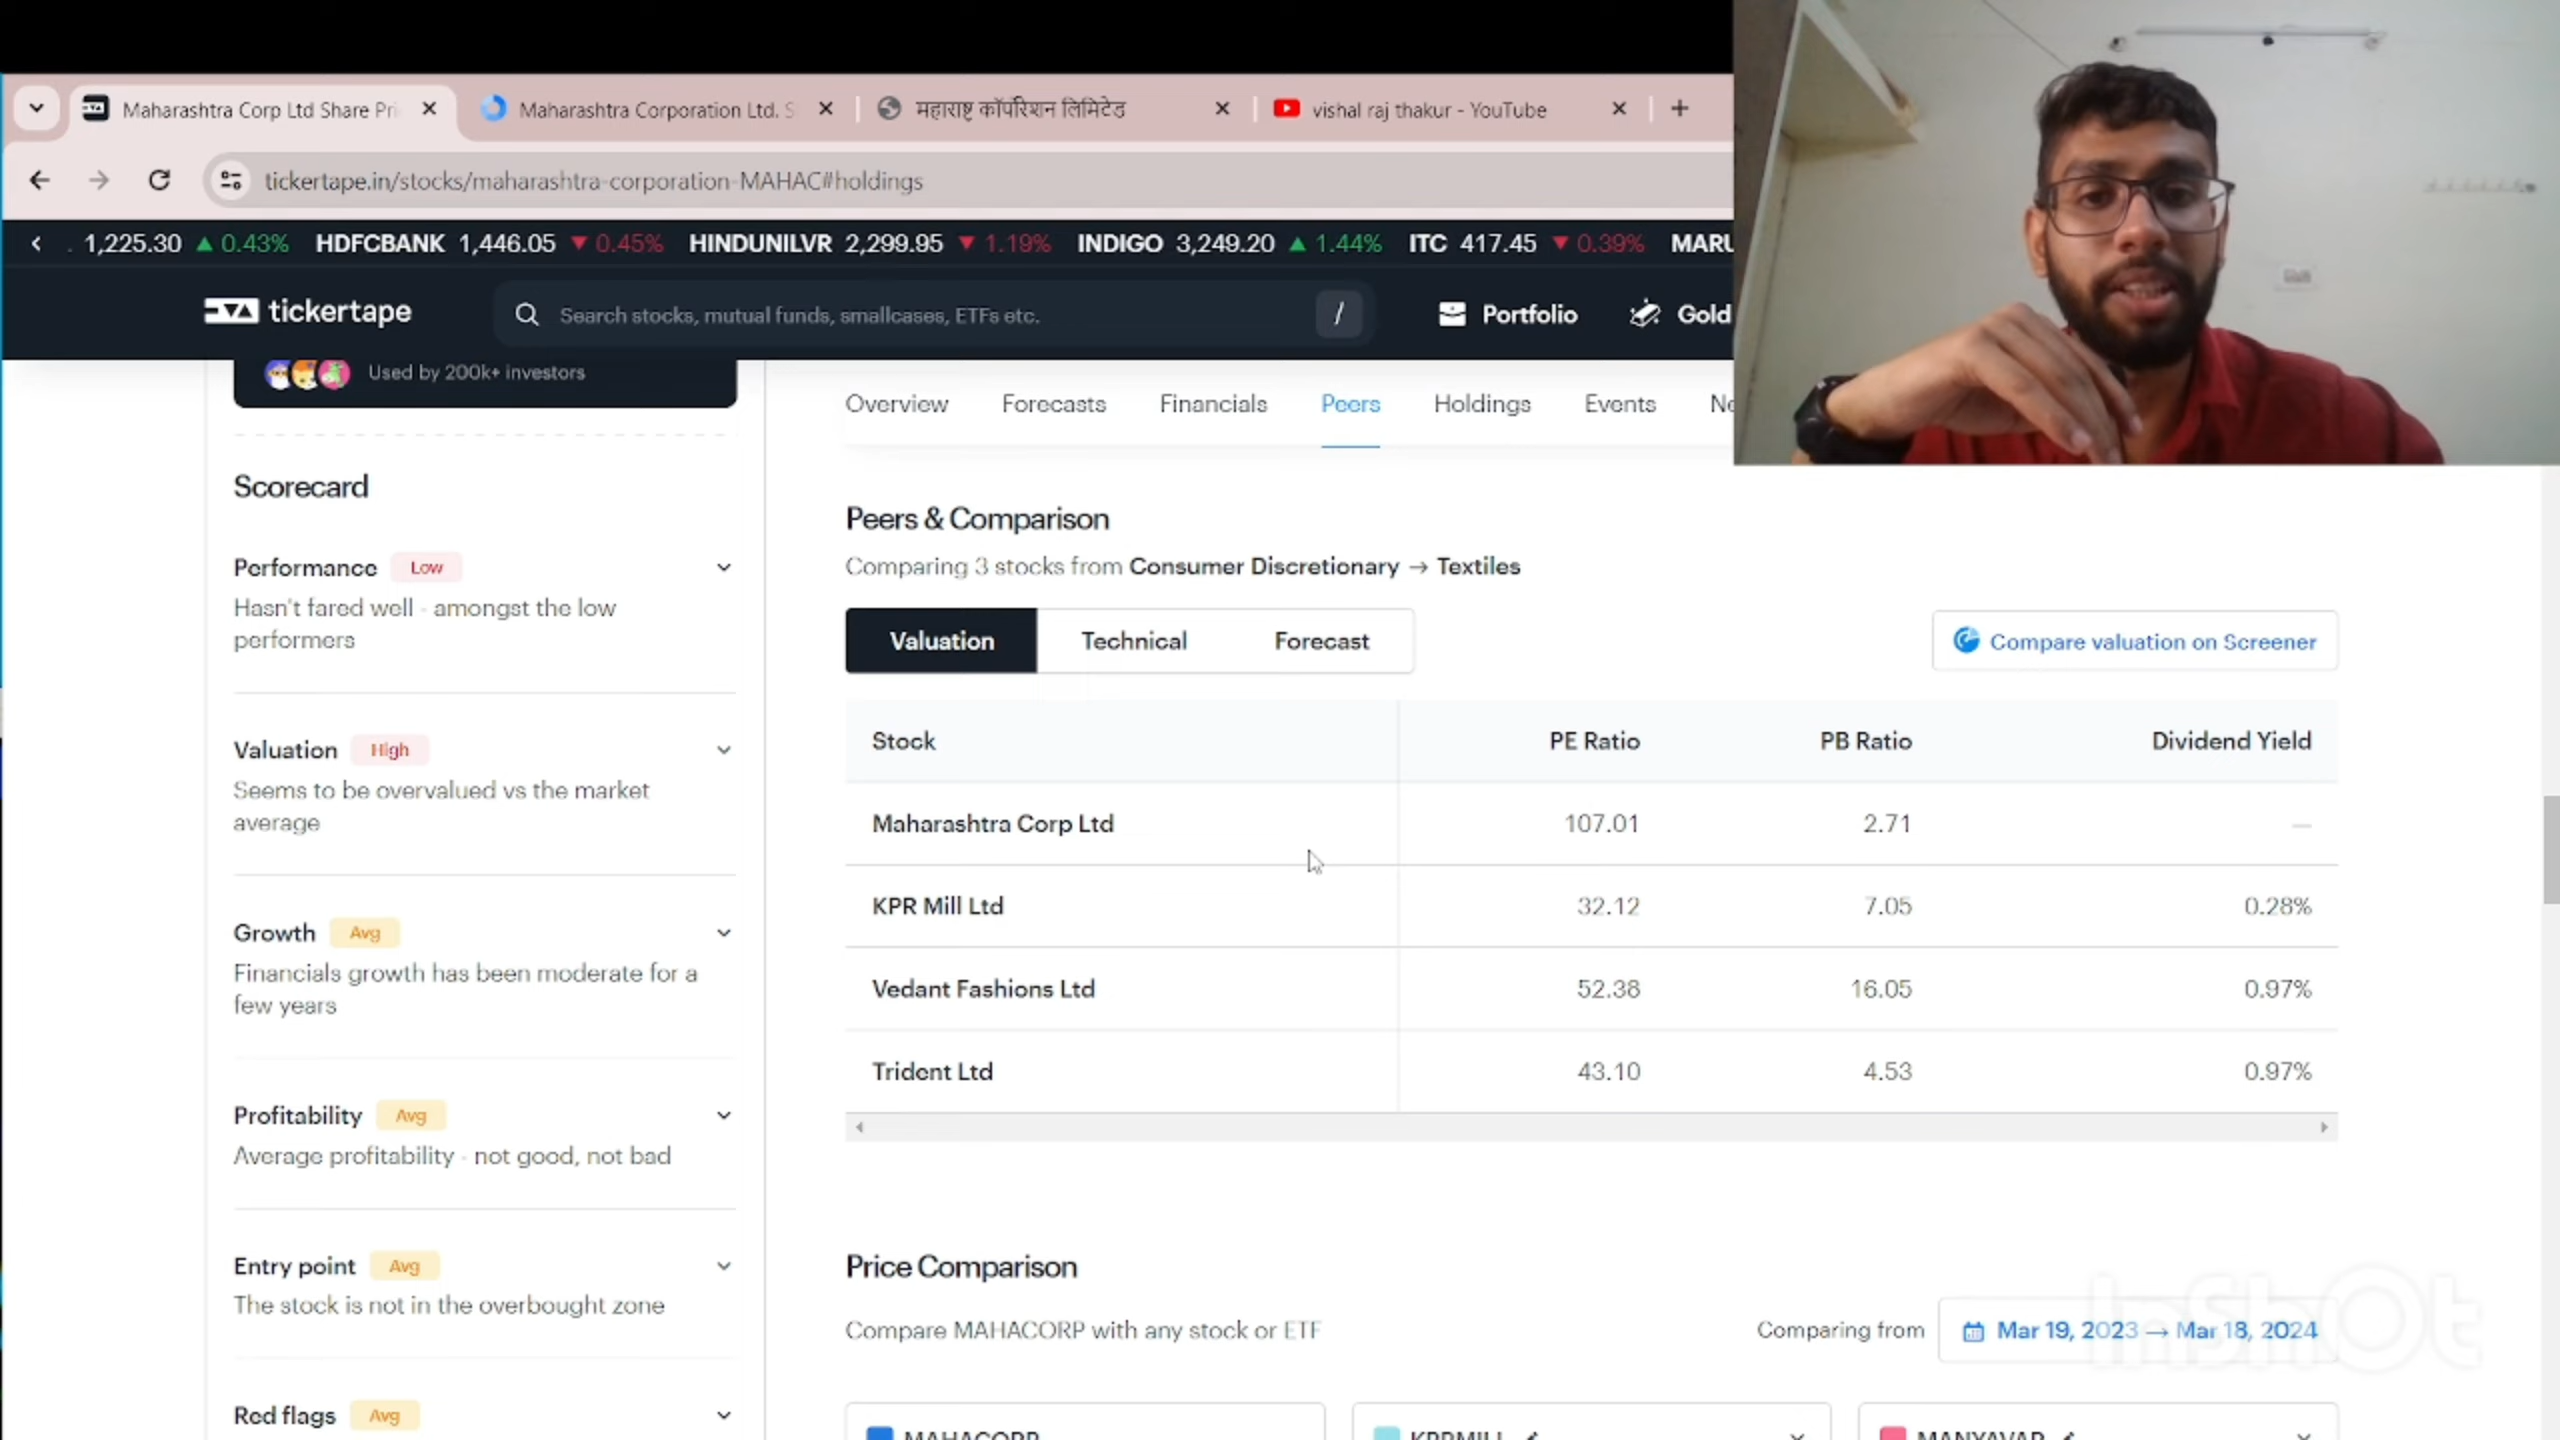 Maharashtra Corp Ltd Share Pri
Maharashtra Corporation Ltd. S
महाराष्ट्र कॉर्पोरेशन लिमिटेड
vishal raj thakur - YouTube
tickertape.in/stocks/maharashtra-corporation-MAHAC#holdings
1,225.30 ▲ 0.43% HDFCBANK 1,446.05 ▼ 0.45% HINDUNILVR 2,299.95 ▼ 1.19% INDIGO 3,249.20 ▲ 1.44% ITC 417.45 ▼ 0.39% MARU
tickertape
Search stocks, mutual funds, smallcases, ETFs etc.
/
Portfolio
Gold
Used by 200k+ investors
Overview Forecasts Financials Peers Holdings Events Ne
Scorecard
Performance Low
Hasn't fared well - amongst the low
performers
Valuation High
Seems to be overvalued vs the market
average
Growth Avg
Financials growth has been moderate for a
few years
Profitability Avg
Average profitability - not good, not bad
Entry point Avg
The stock is not in the overbought zone
Red flags Avg
Peers & Comparison
Comparing 3 stocks from Consumer Discretionary → Textiles
Valuation Technical Forecast
Compare valuation on Screener
Stock PE Ratio PB Ratio Dividend Yield
Maharashtra Corp Ltd 107.01 2.71 —
KPR Mill Ltd 32.12 7.05 0.28%
Vedant Fashions Ltd 52.38 16.05 0.97%
Trident Ltd 43.10 4.53 0.97%
Price Comparison
Compare MAHACORP with any stock or ETF
Comparing from Mar 19, 2023 → Mar 18, 2024
MAHACORP KPRMILL MANYAVAR
InShOt